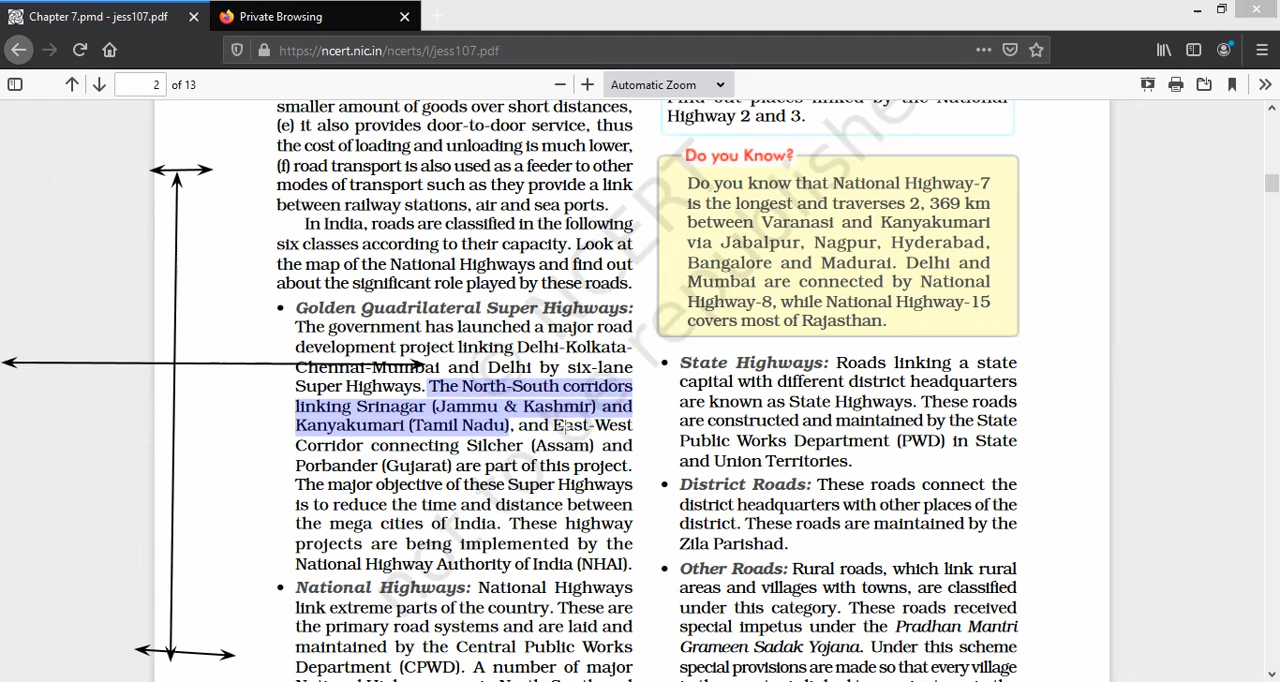 Chapter 7.pmd - jess107.pdf
Private Browsing
https://ncert.nic.in/ncerts/l/jess107.pdf
2 of 13
Automatic Zoom
smaller amount of goods over short distances,
(e) it also provides door-to-door service, thus
the cost of loading and unloading is much lower,
(f) road transport is also used as a feeder to other
modes of transport such as they provide a link
between railway stations, air and sea ports.
In India, roads are classified in the following
six classes according to their capacity. Look at
the map of the National Highways and find out
about the significant role played by these roads.
• Golden Quadrilateral Super Highways:
The government has launched a major road
development project linking Delhi-Kolkata-
Chennai-Mumbai and Delhi by six-lane
Super Highways. The North-South corridors
linking Srinagar (Jammu & Kashmir) and
Kanyakumari (Tamil Nadu), and East-West
Corridor connecting Silcher (Assam) and
Porbander (Gujarat) are part of this project.
The major objective of these Super Highways
is to reduce the time and distance between
the mega cities of India. These highway
projects are being implemented by the
National Highway Authority of India (NHAI).
• National Highways: National Highways
link extreme parts of the country. These are
the primary road systems and are laid and
maintained by the Central Public Works
Department (CPWD). A number of major
Find out places linked by the National
Highway 2 and 3.
Do you Know?
Do you know that National Highway-7
is the longest and traverses 2, 369 km
between Varanasi and Kanyakumari
via Jabalpur, Nagpur, Hyderabad,
Bangalore and Madurai. Delhi and
Mumbai are connected by National
Highway-8, while National Highway-15
covers most of Rajasthan.
• State Highways: Roads linking a state
capital with different district headquarters
are known as State Highways. These roads
are constructed and maintained by the State
Public Works Department (PWD) in State
and Union Territories.
• District Roads: These roads connect the
district headquarters with other places of the
district. These roads are maintained by the
Zila Parishad.
• Other Roads: Rural roads, which link rural
areas and villages with towns, are classified
under this category. These roads received
special impetus under the Pradhan Mantri
Grameen Sadak Yojana. Under this scheme
special provisions are made so that every village
© NCERT
not to be republished